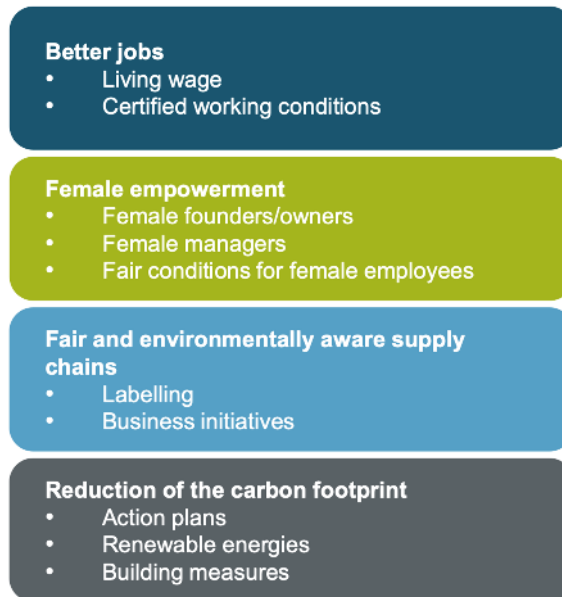 Better jobs
• Living wage
• Certified working conditions
Female empowerment
• Female founders/owners
• Female managers
• Fair conditions for female employees
Fair and environmentally aware supply
chains
• Labelling
• Business initiatives
Reduction of the carbon footprint
• Action plans
• Renewable energies
• Building measures